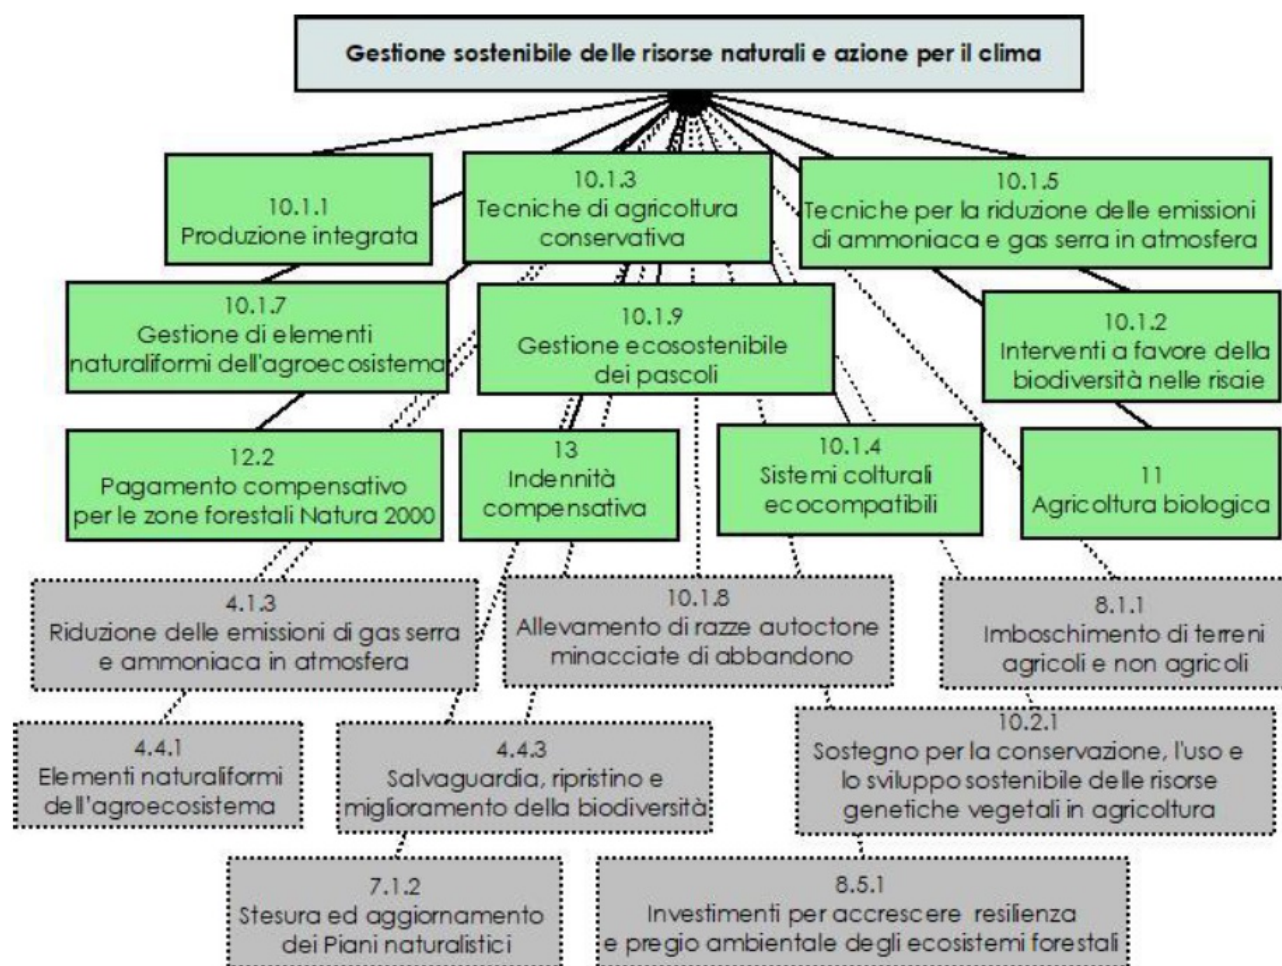 Gestione sostenibile delle risorse naturali e azione per il clima
10.1.1
Produzione integrata
10.1.3
Tecniche di agricoltura
conservativa
10.1.5
Tecniche per la riduzione delle emissioni
di ammoniaca e gas serra in atmosfera
10.1.7
Gestione di elementi
naturaliformi dell'agroecosistema
10.1.9
Gestione ecosostenibile
dei pascoli
10.1.2
Interventi a favore della
biodiversità nelle risaie
12.2
Pagamento compensativo
per le zone forestali Natura 2000
13
Indennità
compensativa
10.1.4
Sistemi colturali
ecocompatibili
11
Agricoltura biologica
4.1.3
Riduzione delle emissioni di gas serra
e ammoniaca in atmosfera
10.1.8
Allevamento di razze autoctone
minacciate di abbandono
8.1.1
Imboschimento di terreni
agricoli e non agricoli
4.4.1
Elementi naturaliformi
dell'agroecosistema
4.4.3
Salvaguardia, ripristino e
miglioramento della biodiversità
10.2.1
Sostegno per la conservazione, l'uso e
lo sviluppo sostenibile delle risorse
genetiche vegetali in agricoltura
7.1.2
Stesura ed aggiornamento
dei Piani naturalistici
8.5.1
Investimenti per accrescere resilienza
e pregio ambientale degli ecosistemi forestali